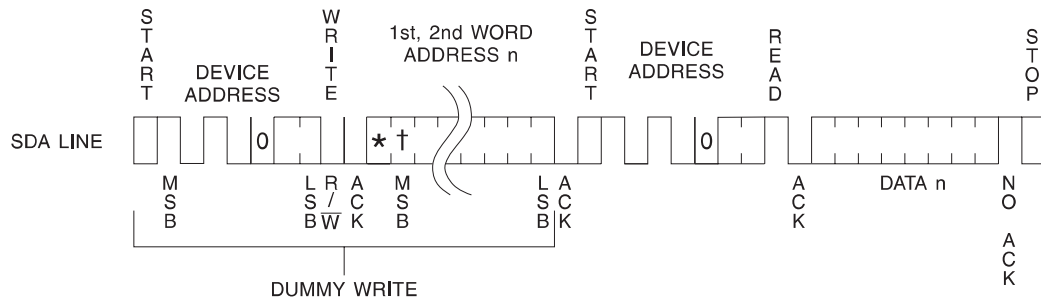 START
WRITE
1st, 2nd WORD
ADDRESS n
START
READ
STOP
DEVICE
ADDRESS
DEVICE
ADDRESS
SDA LINE
0
* †
0
MSB
LSB
R/W
ACK
MSB
LSB
ACK
ACK
DATA n
NO ACK
DUMMY WRITE